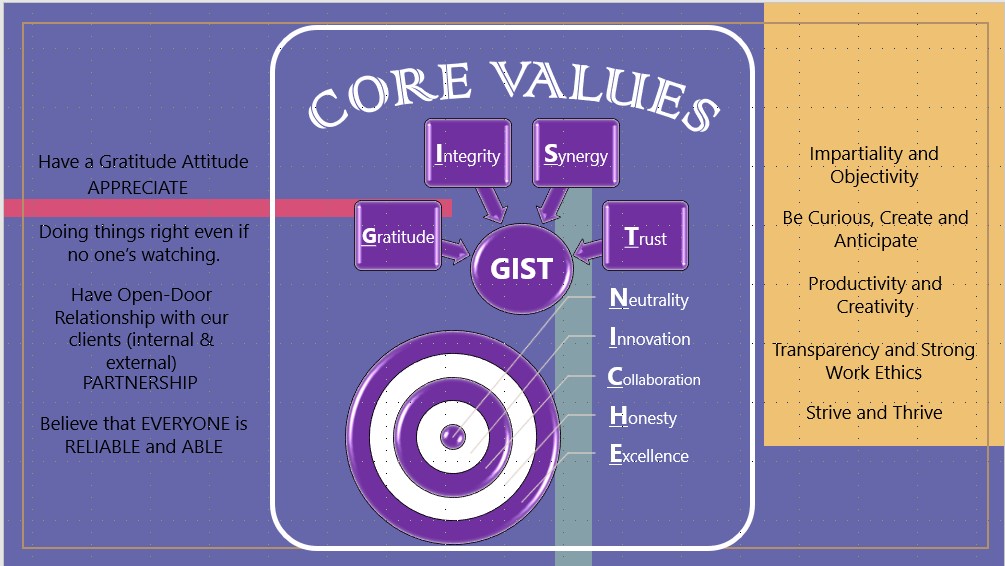 CORE VALUES
Have a Gratitude Attitude
APPRECIATE
Doing things right even if
no one’s watching.
Have Open-Door
Relationship with our
clients (internal &
external)
PARTNERSHIP
Believe that EVERYONE is
RELIABLE and ABLE
Integrity
Synergy
Gratitude
Trust
GIST
Neutrality
Innovation
Collaboration
Honesty
Excellence
Impartiality and
Objectivity
Be Curious, Create and
Anticipate
Productivity and
Creativity
Transparency and Strong
Work Ethics
Strive and Thrive